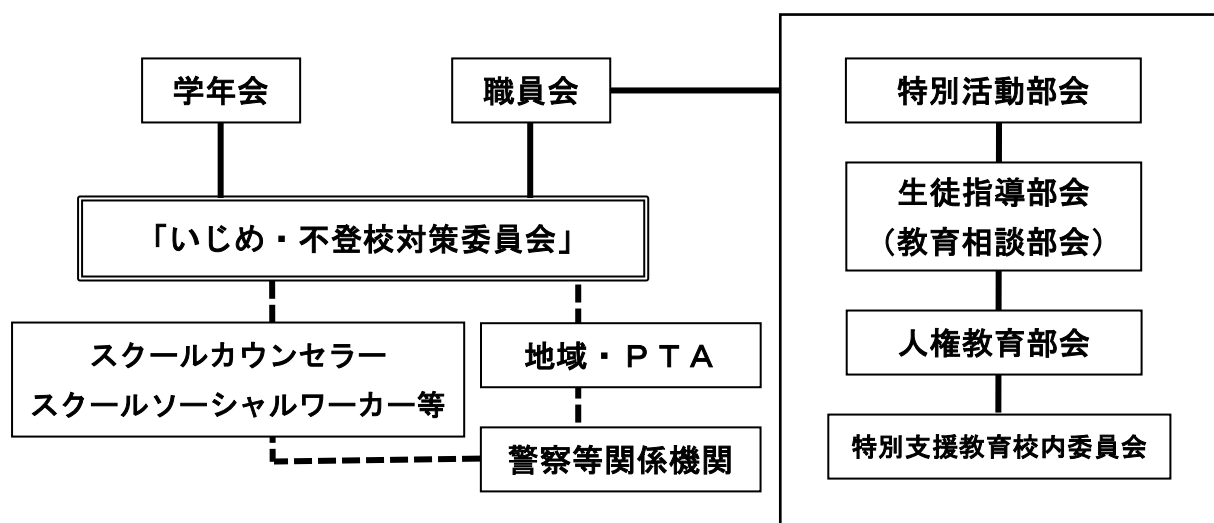 学年会
職員会
「いじめ・不登校対策委員会」
スクールカウンセラー
スクールソーシャルワーカー等
地域・ＰＴＡ
警察等関係機関
特別活動部会
生徒指導部会
（教育相談部会）
人権教育部会
特別支援教育校内委員会